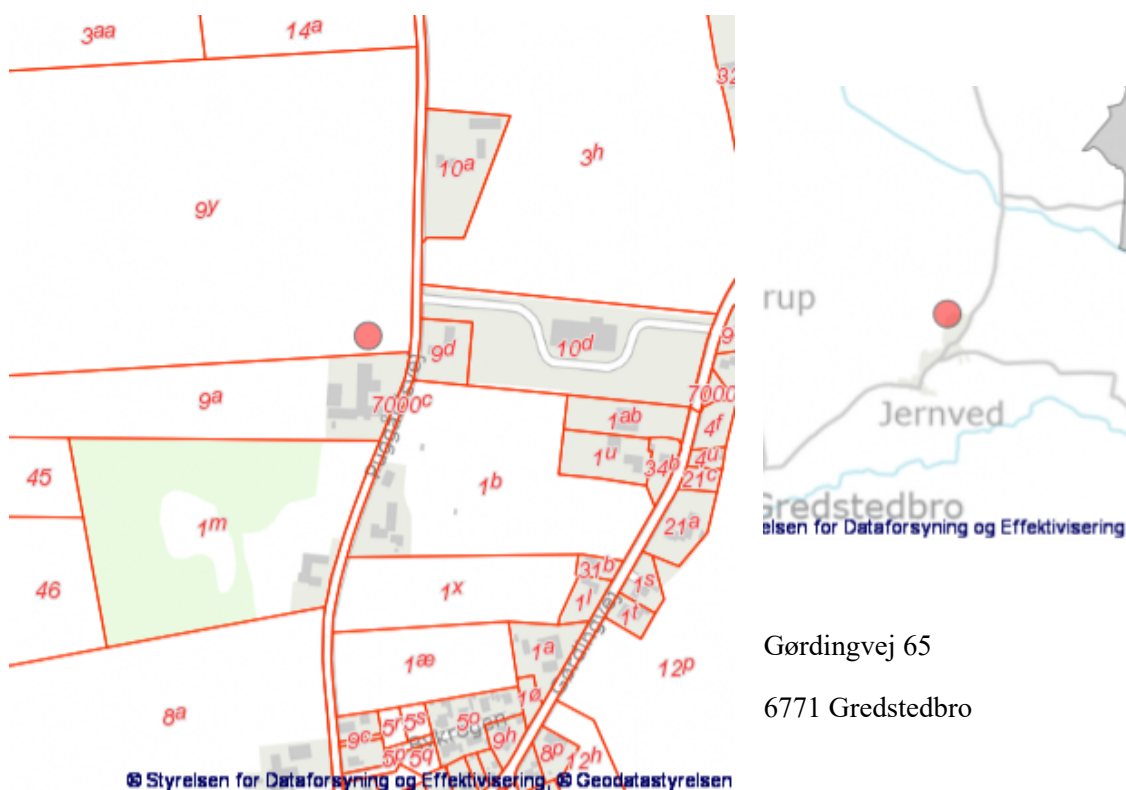 3aa
14a
32
10a
3h
9y
9d
10d
9
9a
7000c
7000
1ab
4f
1u
34b
4u
21c
45
1m
1b
21a
46
1x
31b
1s
1l
1t
1æ
1a
Gørdingvej
12p
8a
1ø
5r
5s
5o
9c
9h
5p
5q
8p
12h
© Styrelsen for Dataforsyning og Effektivisering, © Geodatastyrelsen
rup
Jernved
Gredstedbro
elsen for Dataforsyning og Effektivisering
Gørdingvej 65
6771 Gredstedbro